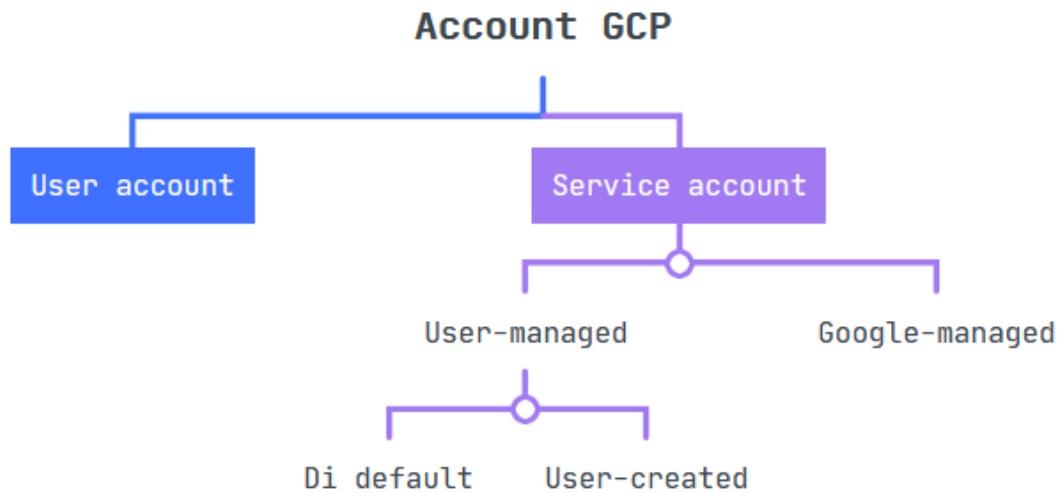 Account GCP
User account
Service account
User-managed
Google-managed
Di default
User-created